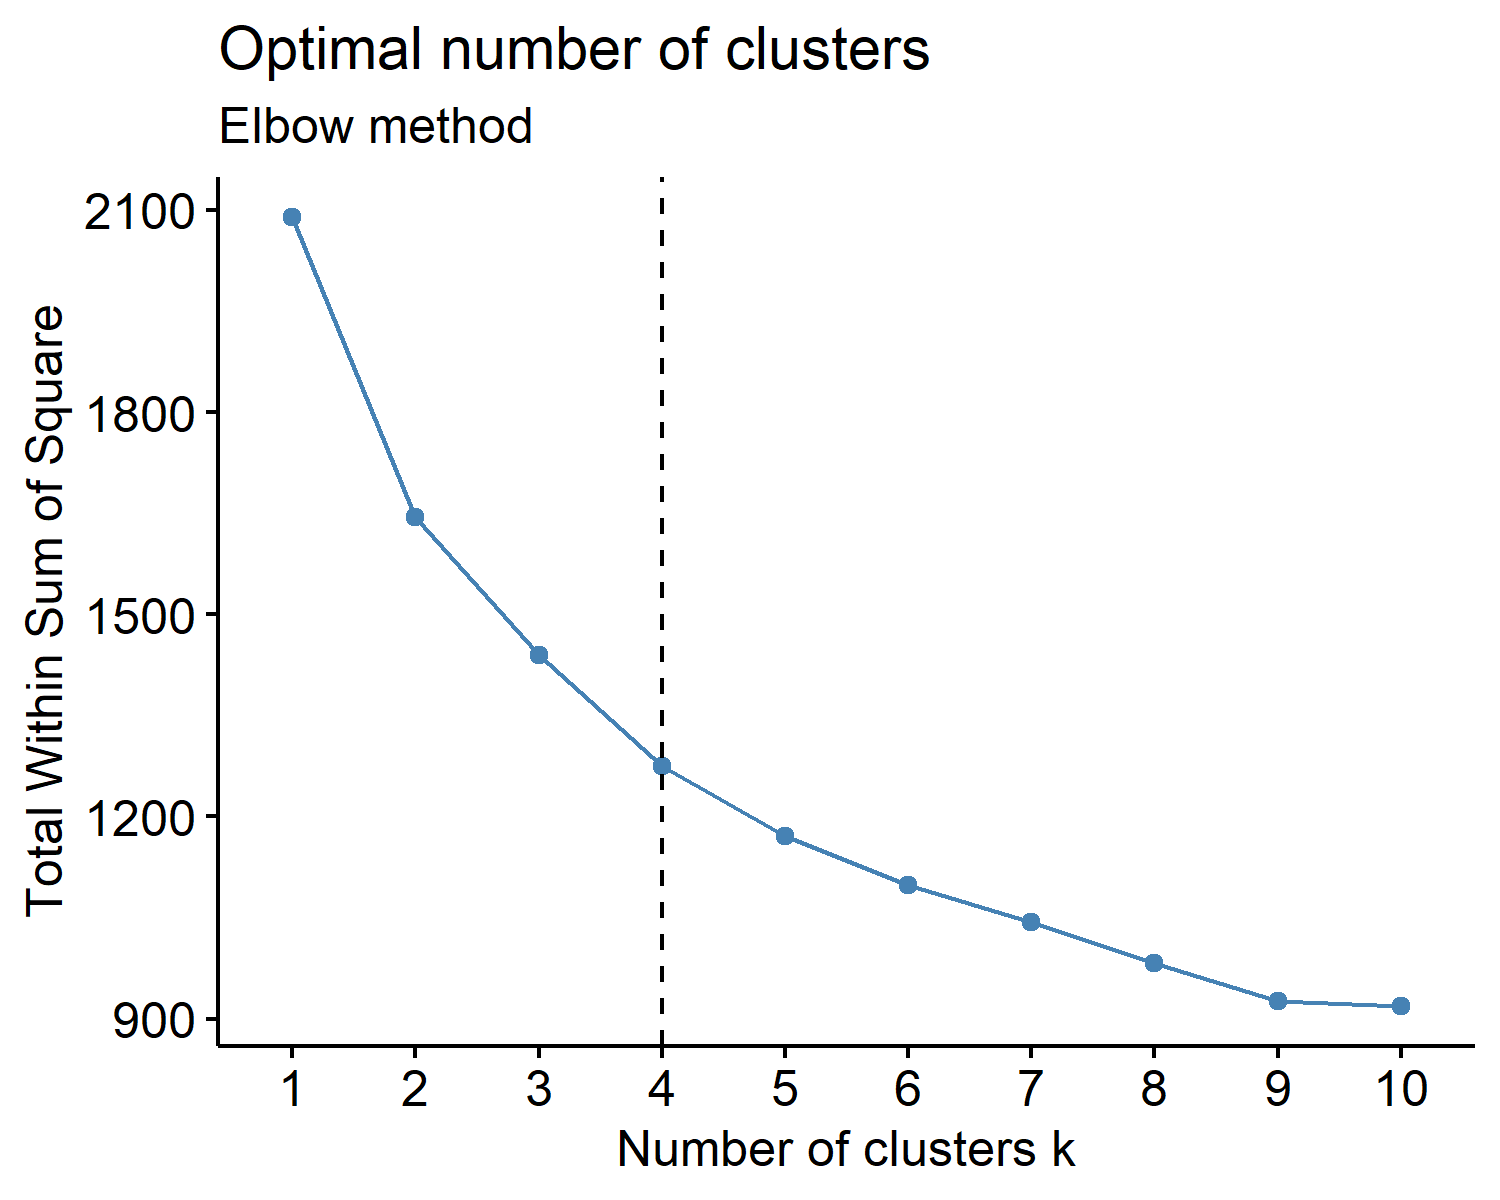 Optimal number of clusters
Elbow method
Total Within Sum of Square
2100
1800
1500
1200
900
1 2 3 4 5 6 7 8 9 10
Number of clusters k